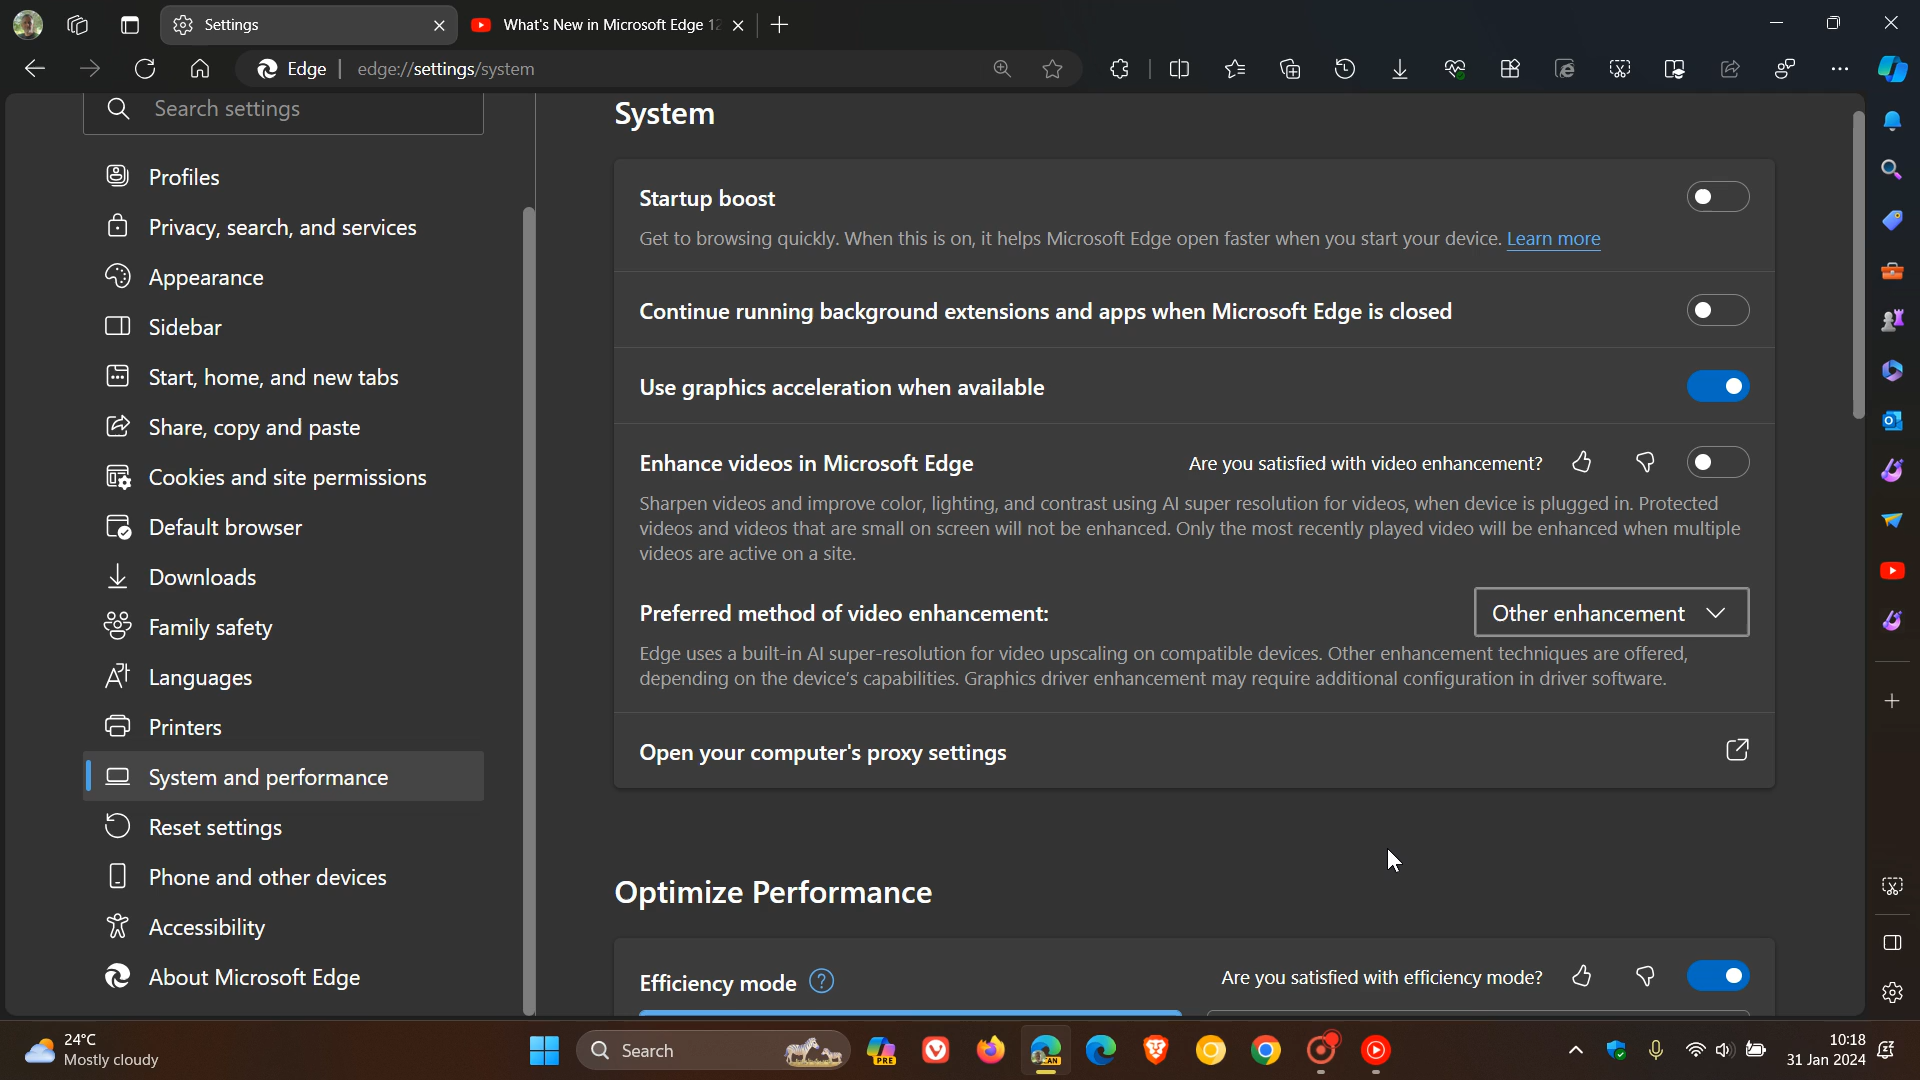 Settings
What's New in Microsoft Edge 12
Edge
edge://settings/system
Search settings
Profiles
Privacy, search, and services
Appearance
Sidebar
Start, home, and new tabs
Share, copy and paste
Cookies and site permissions
Default browser
Downloads
Family safety
Languages
Printers
System and performance
Reset settings
Phone and other devices
Accessibility
About Microsoft Edge
System
Startup boost
Get to browsing quickly. When this is on, it helps Microsoft Edge open faster when you start your device. Learn more
Continue running background extensions and apps when Microsoft Edge is closed
Use graphics acceleration when available
Enhance videos in Microsoft Edge
Are you satisfied with video enhancement?
Sharpen videos and improve color, lighting, and contrast using AI super resolution for videos, when device is plugged in. Protected
videos and videos that are small on screen will not be enhanced. Only the most recently played video will be enhanced when multiple
videos are active on a site.
Preferred method of video enhancement:
Other enhancement
Edge uses a built-in AI super-resolution for video upscaling on compatible devices. Other enhancement techniques are offered,
depending on the device's capabilities. Graphics driver enhancement may require additional configuration in driver software.
Open your computer's proxy settings
Optimize Performance
Efficiency mode
Are you satisfied with efficiency mode?
24°C
Mostly cloudy
Search
PRE
CAN
10:18
31 Jan 2024